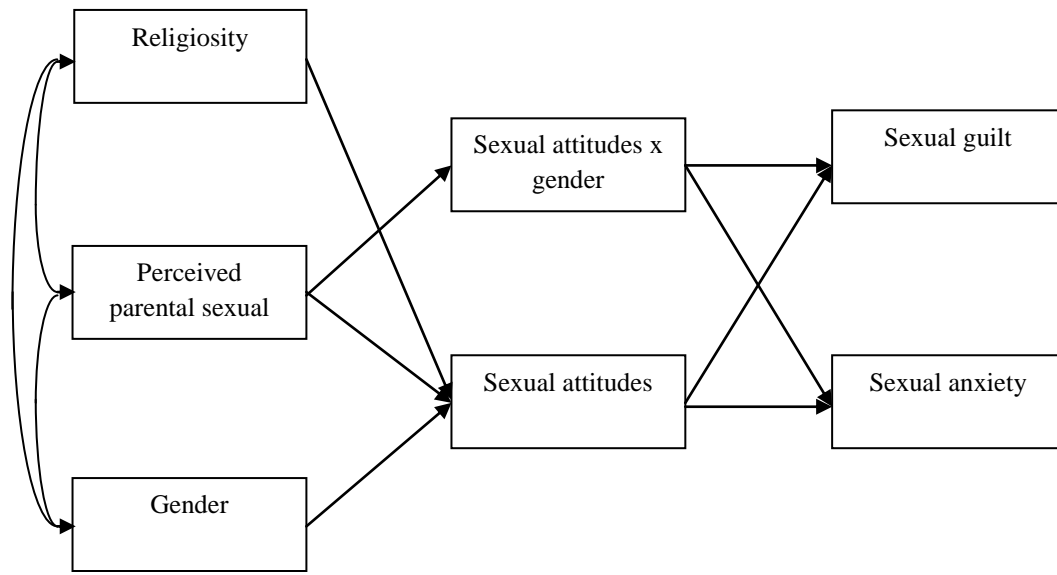 Religiosity
Sexual attitudes x
gender
Sexual guilt
Perceived
parental sexual
Sexual attitudes
Sexual anxiety
Gender